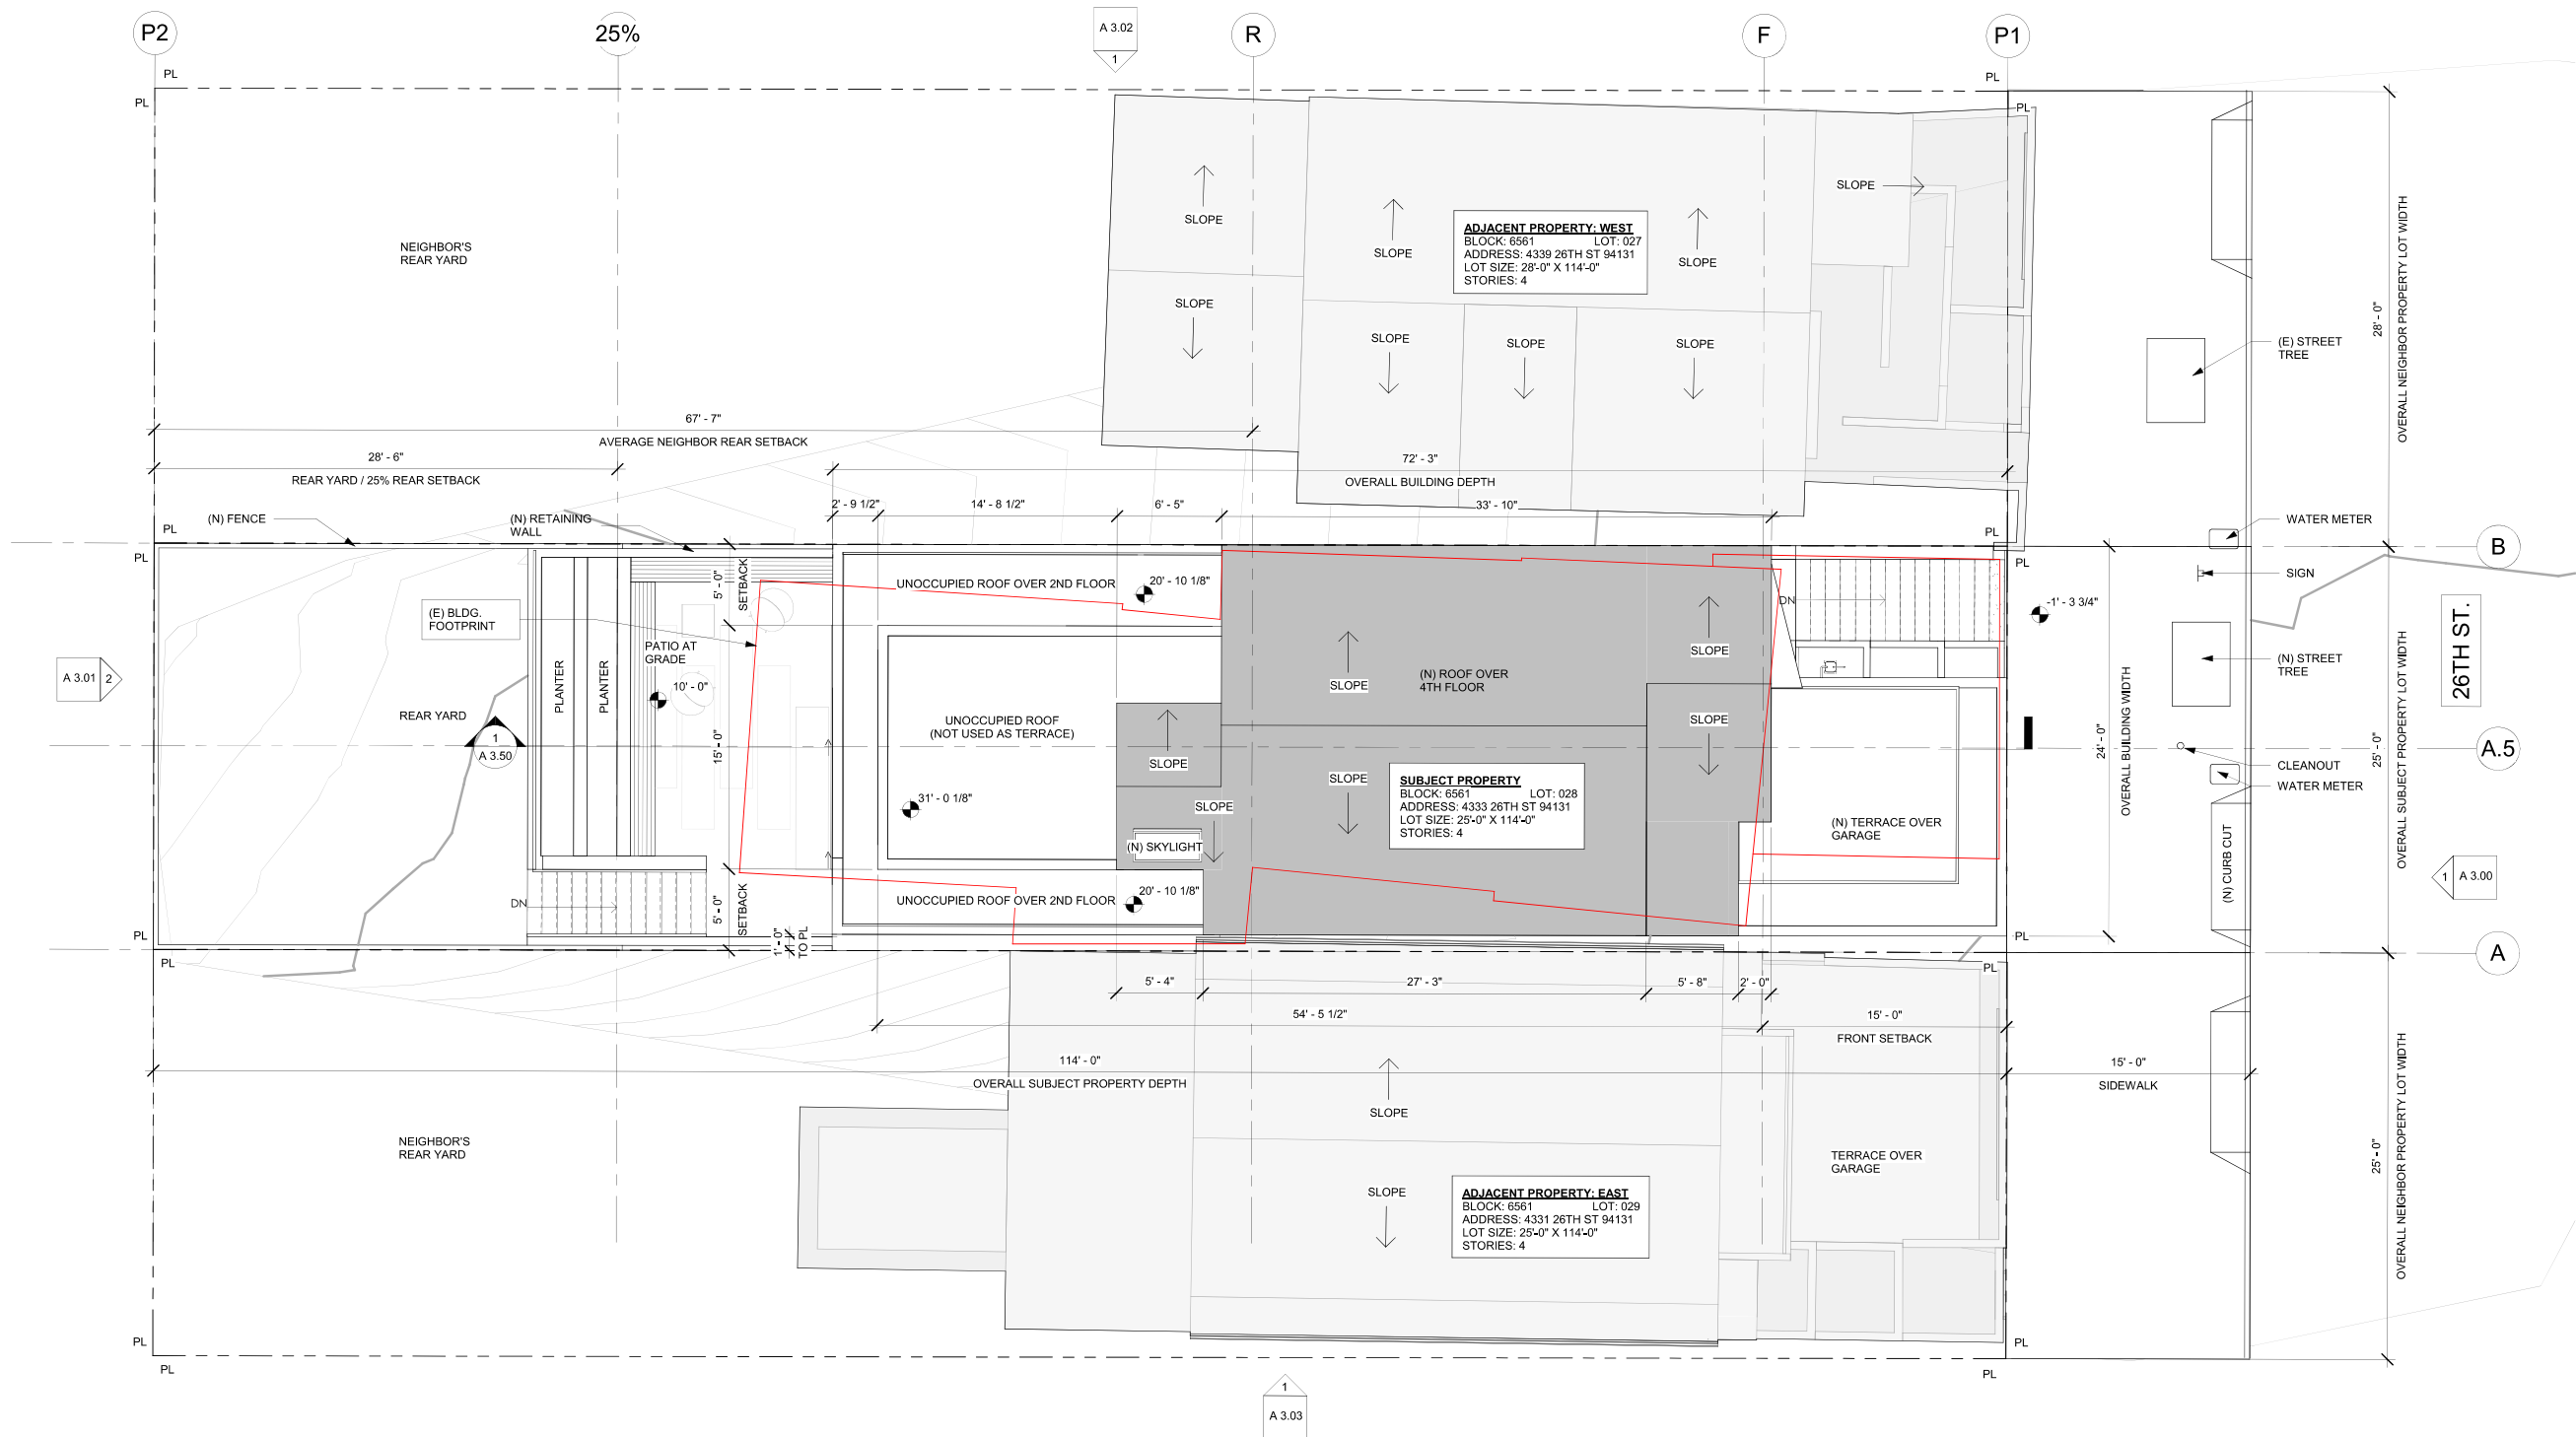 P2
25%
A 3.02
1
R
F
P1
PL
PL
PL
PL
SLOPE
SLOPE
SLOPE
SLOPE
SLOPE
NEIGHBOR'S
REAR YARD
ADJACENT PROPERTY: WEST
BLOCK: 6561 LOT: 027
ADDRESS: 4339 26TH ST 94131
LOT SIZE: 28'-0" X 114'-0"
STORIES: 4
SLOPE
SLOPE
SLOPE
SLOPE
28' - 0"
OVERALL NEIGHBOR PROPERTY LOT WIDTH
(E) STREET
TREE
67' - 7"
AVERAGE NEIGHBOR REAR SETBACK
28' - 6"
REAR YARD / 25% REAR SETBACK
72' - 3"
OVERALL BUILDING DEPTH
2' - 9 1/2"
14' - 8 1/2"
6' - 5"
33' - 10"
(N) FENCE
(N) RETAINING
WALL
PL
PL
PL
PL
WATER METER
B
SIGN
5' - 0"
SETBACK
UNOCCUPIED ROOF OVER 2ND FLOOR
20' - 10 1/8"
DN
-1' - 3 3/4"
(E) BLDG.
FOOTPRINT
PATIO AT
GRADE
10' - 0"
PLANTER
PLANTER
A 3.01
2
REAR YARD
1
A 3.50
15' - 0"
UNOCCUPIED ROOF
(NOT USED AS TERRACE)
31' - 0 1/8"
SLOPE
SLOPE
SLOPE
(N) ROOF OVER
4TH FLOOR
SLOPE
SLOPE
SLOPE
(N) SKYLIGHT
SUBJECT PROPERTY
BLOCK: 6561 LOT: 028
ADDRESS: 4333 26TH ST 94131
LOT SIZE: 25'-0" X 114'-0"
STORIES: 4
(N) TERRACE OVER
GARAGE
24' - 0"
OVERALL BUILDING WIDTH
(N) STREET
TREE
26TH ST.
A.5
CLEANOUT
WATER METER
(N) CURB CUT
25' - 0"
OVERALL SUBJECT PROPERTY LOT WIDTH
1
A 3.00
DN
5' - 0"
SETBACK
1' - 0"
TO PL
UNOCCUPIED ROOF OVER 2ND FLOOR
20' - 10 1/8"
PL
PL
PL
PL
A
5' - 4"
27' - 3"
5' - 8"
2' - 0"
54' - 5 1/2"
15' - 0"
FRONT SETBACK
114' - 0"
OVERALL SUBJECT PROPERTY DEPTH
15' - 0"
SIDEWALK
SLOPE
NEIGHBOR'S
REAR YARD
SLOPE
TERRACE OVER
GARAGE
ADJACENT PROPERTY: EAST
BLOCK: 6561 LOT: 029
ADDRESS: 4331 26TH ST 94131
LOT SIZE: 25'-0" X 114'-0"
STORIES: 4
25' - 0"
OVERALL NEIGHBOR PROPERTY LOT WIDTH
PL
PL
PL
PL
1
A 3.03